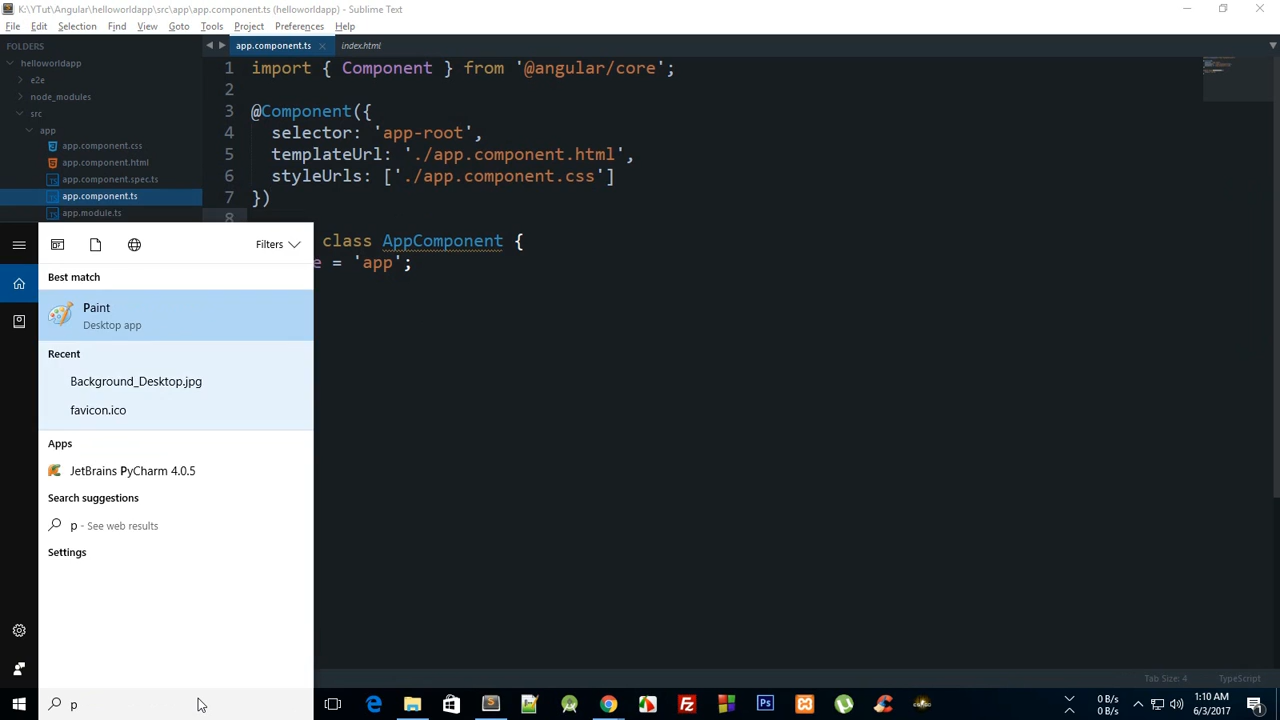 K:\YTut\Angular\helloworldapp\src\app\app.component.ts (helloworldapp) - Sublime Text
File Edit Selection Find View Goto Tools Project Preferences Help
FOLDERS
helloworldapp
e2e
node_modules
src
app
app.component.css
app.component.html
app.component.spec.ts
app.component.ts
app.module.ts
app.component.ts × index.html
1 import { Component } from '@angular/core';
2
3 @Component({
4 selector: 'app-root',
5 templateUrl: './app.component.html',
6 styleUrls: ['./app.component.css']
7 })
8
class AppComponent {
e = 'app';
Filters
Best match
Paint
Desktop app
Recent
Background_Desktop.jpg
favicon.ico
Apps
JetBrains PyCharm 4.0.5
Search suggestions
p - See web results
Settings
p
Tab Size: 4 TypeScript
0 B/s
0 B/s
1:10 AM
6/3/2017